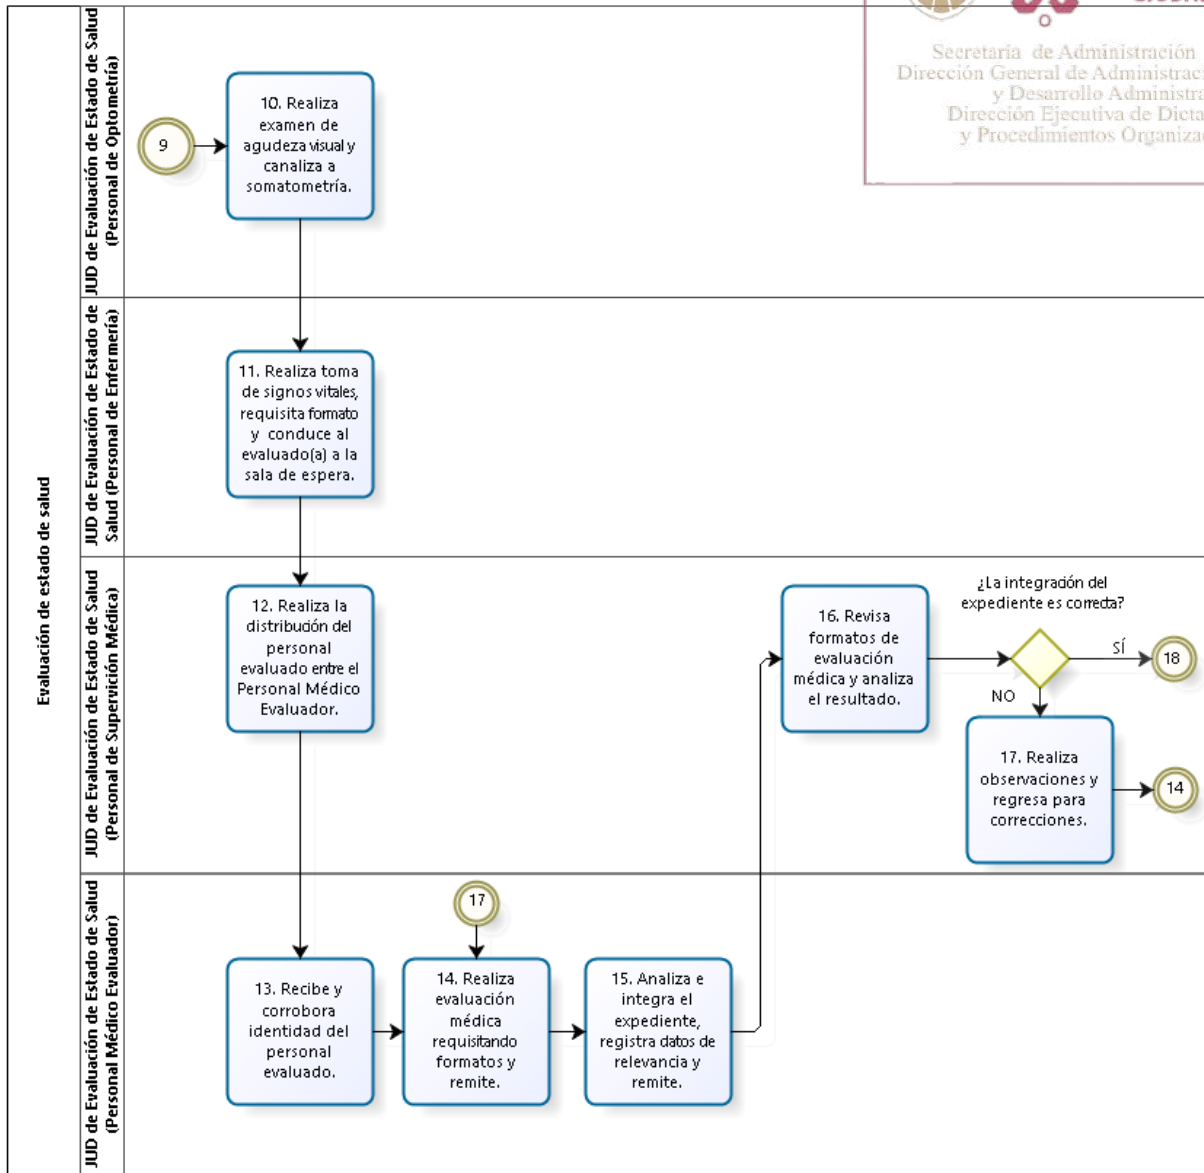 Secretaría de Administración
Dirección General de
y Desarrollo
Dirección Ejecutiva de
y Procedimientos
Evaluación de estado de salud
JUD de Evaluación de Estado de Salud
(Personal de Optometría)
9
10. Realiza
examen de
agudeza visual y
canaliza a
somatometría.
JUD de Evaluación de Estado de
Salud (Personal de Enfermería)
11. Realiza toma
de signos vitales,
requisita formato
y conduce al
evaluado(a) a la
sala de espera.
JUD de Evaluación de Estado de Salud
(Personal de Supervición Médica)
12. Realiza la
distribución del
personal
evaluado entre el
Personal Médico
Evaluador.
16. Revisa
formatos de
evaluación
médica y analiza
el resultado.
¿La integración del
expediente es correcta?
SÍ
18
NO
17. Realiza
observaciones y
regresa para
correcciones.
14
JUD de Evaluación de Estado de Salud
(Personal Médico Evaluador)
13. Recibe y
corrobora
identidad del
personal
evaluado.
17
14. Realiza
evaluación
médica
requisitando
formatos y
remite.
15. Analiza e
integra el
expediente,
registra datos de
relevancia y
remite.